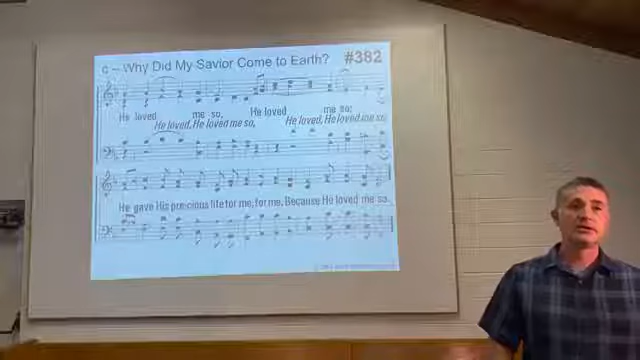 c – Why Did My Savior Come to Earth? #382
He loved me so, He loved me so;
He loved, He loved me so, He loved, He loved me so,
He gave His precious life for me, for me, Because He loved me so.